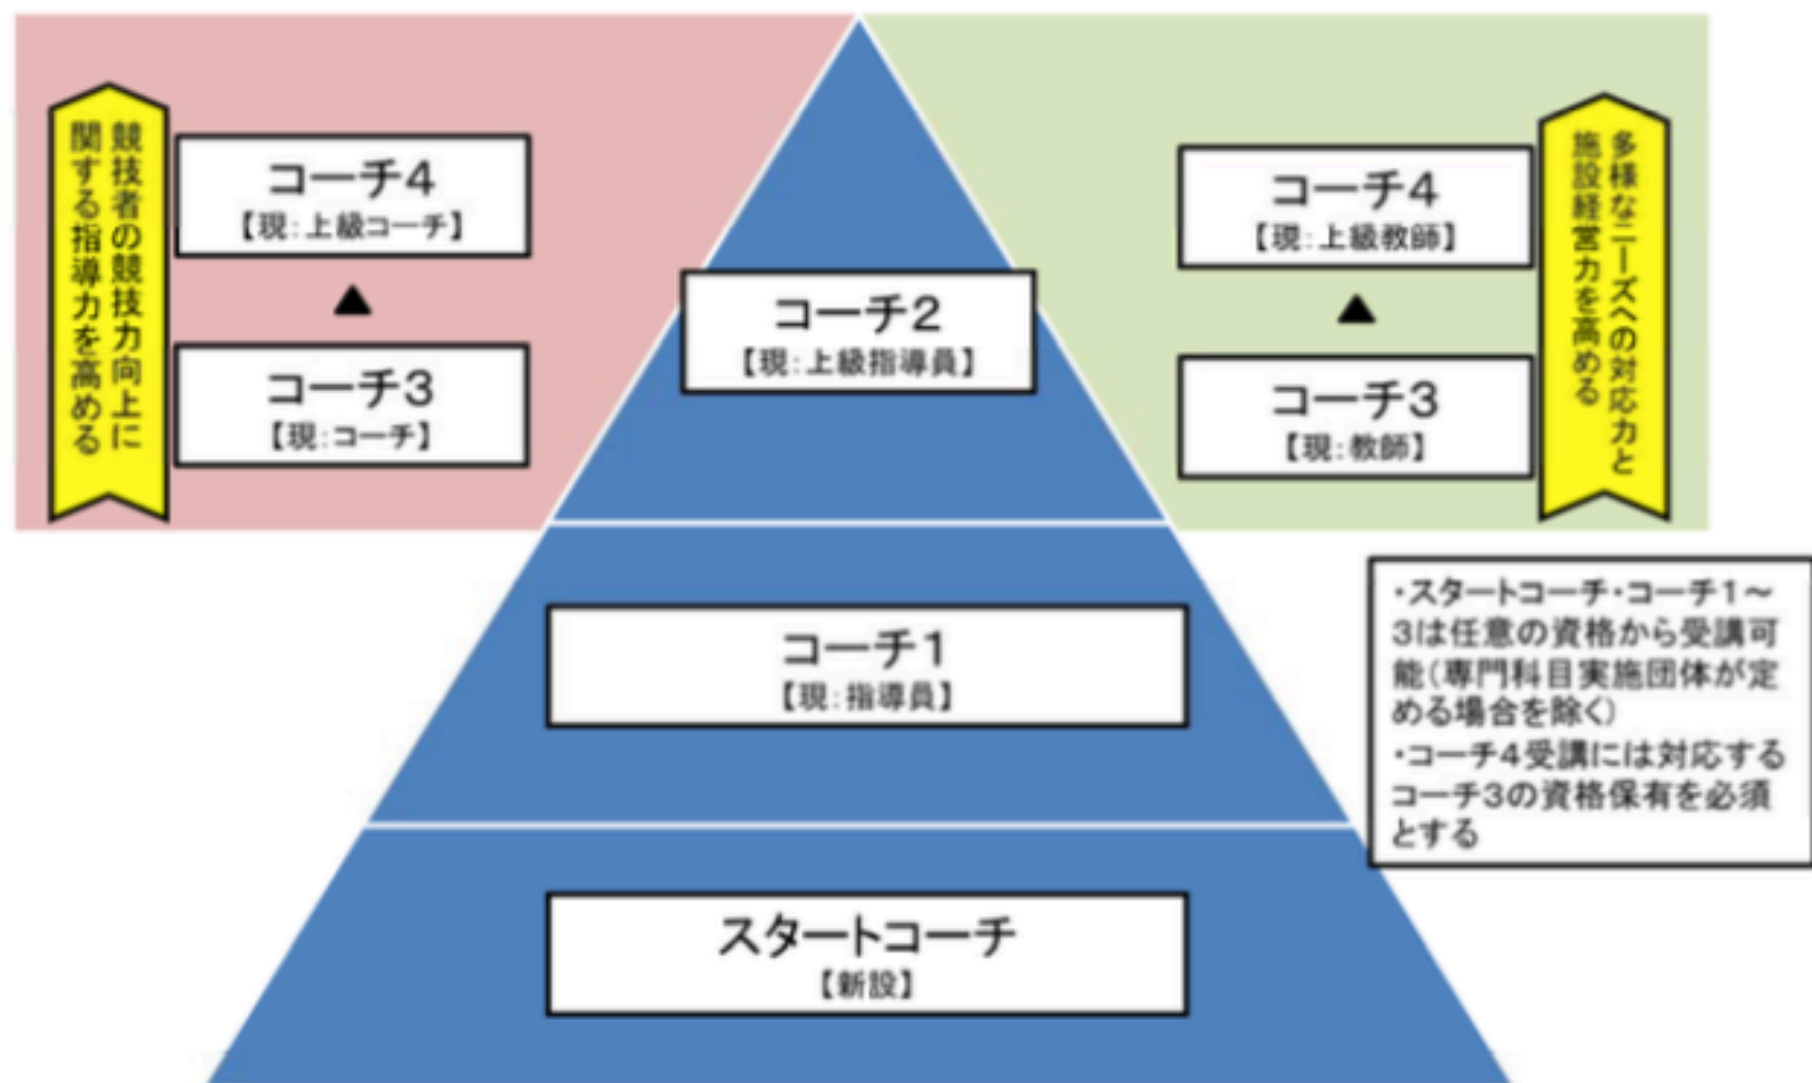 競技者の競技力向上に
関する指導力を高める
コーチ4
【現:上級コーチ】
▲
コーチ3
【現:コーチ】
コーチ2
【現:上級指導員】
コーチ4
【現:上級教師】
▲
コーチ3
【現:教師】
多様なニーズへの対応力と
施設経営力を高める
コーチ1
【現:指導員】
・スタートコーチ・コーチ1～
3は任意の資格から受講可
能(専門科目実施団体が定
める場合を除く)
・コーチ4受講には対応する
コーチ3の資格保有を必須
とする
スタートコーチ
【新設】